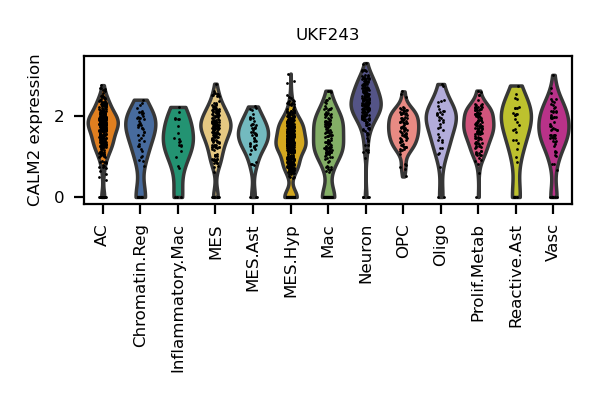 UKF243
CALM2 expression
2
0
AC
Chromatin.Reg
Inflammatory.Mac
MES
MES.Ast
MES.Hyp
Mac
Neuron
OPC
Oligo
Prolif.Metab
Reactive.Ast
Vasc